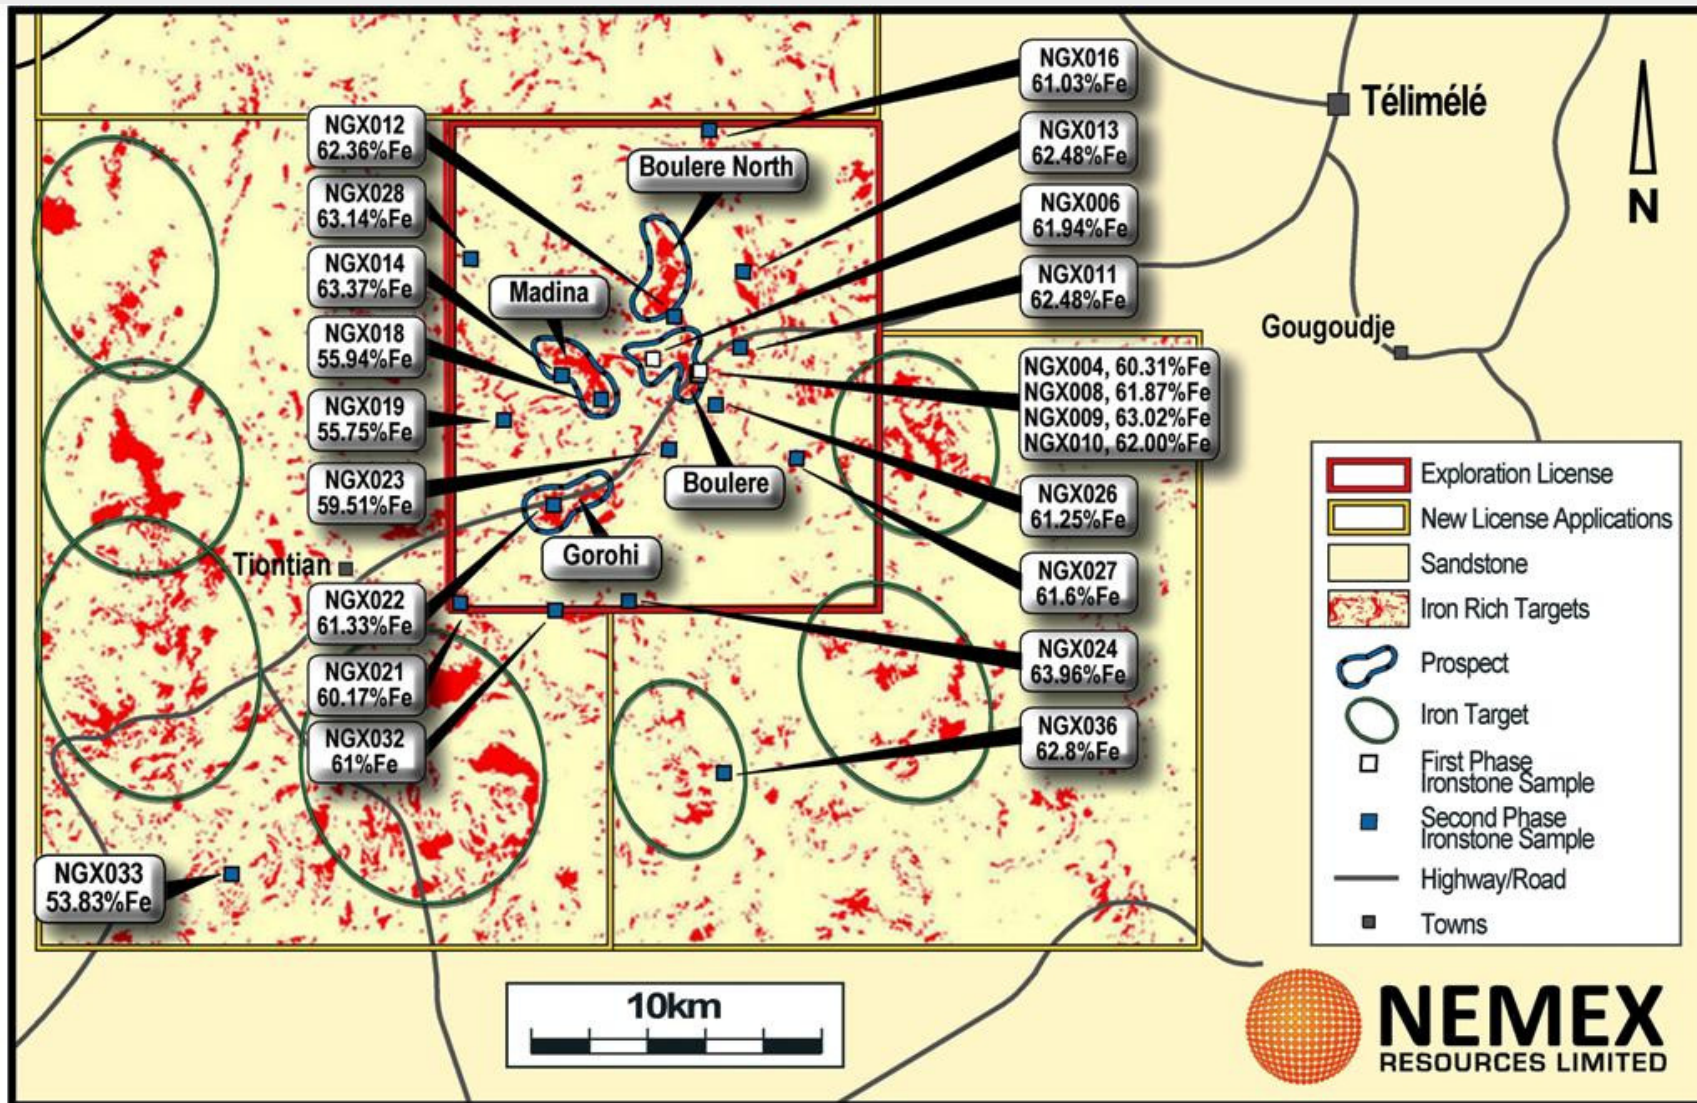 NGX016
61.03%Fe
Télimélé
NGX012
62.36%Fe
NGX013
62.48%Fe
Boulere North
NGX028
63.14%Fe
NGX006
61.94%Fe
N
NGX014
63.37%Fe
Madina
NGX011
62.48%Fe
NGX018
55.94%Fe
Gougoudje
NGX004, 60.31%Fe
NGX008, 61.87%Fe
NGX009, 63.02%Fe
NGX010, 62.00%Fe
NGX019
55.75%Fe
NGX023
59.51%Fe
Boulere
NGX026
61.25%Fe
Gorohi
Tiontian
NGX027
61.6%Fe
NGX022
61.33%Fe
NGX024
63.96%Fe
NGX021
60.17%Fe
NGX032
61%Fe
NGX036
62.8%Fe
NGX033
53.83%Fe
Exploration License
New License Applications
Sandstone
Iron Rich Targets
Prospect
Iron Target
First Phase
Ironstone Sample
Second Phase
Ironstone Sample
Highway/Road
Towns
10km
NEMEX
RESOURCES LIMITED